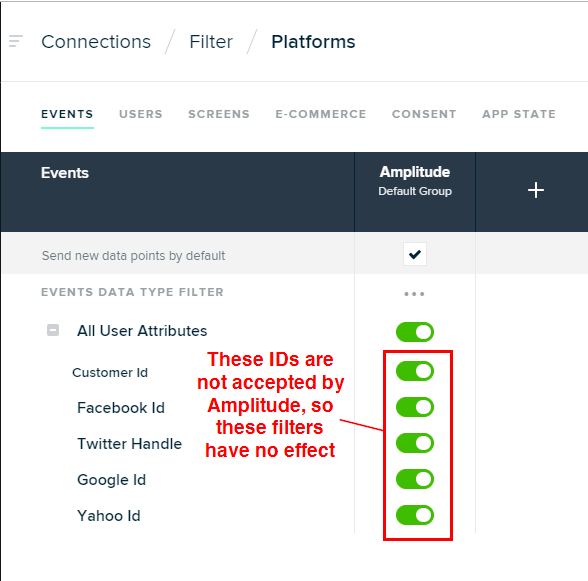 Connections / Filter / Platforms
EVENTS USERS SCREENS E-COMMERCE CONSENT APP STATE
Events
Amplitude
Default Group
Send new data points by default
EVENTS DATA TYPE FILTER
All User Attributes
Customer Id
Facebook Id
Twitter Handle
Google Id
Yahoo Id
These IDs are
not accepted by
Amplitude, so
these filters
have no effect